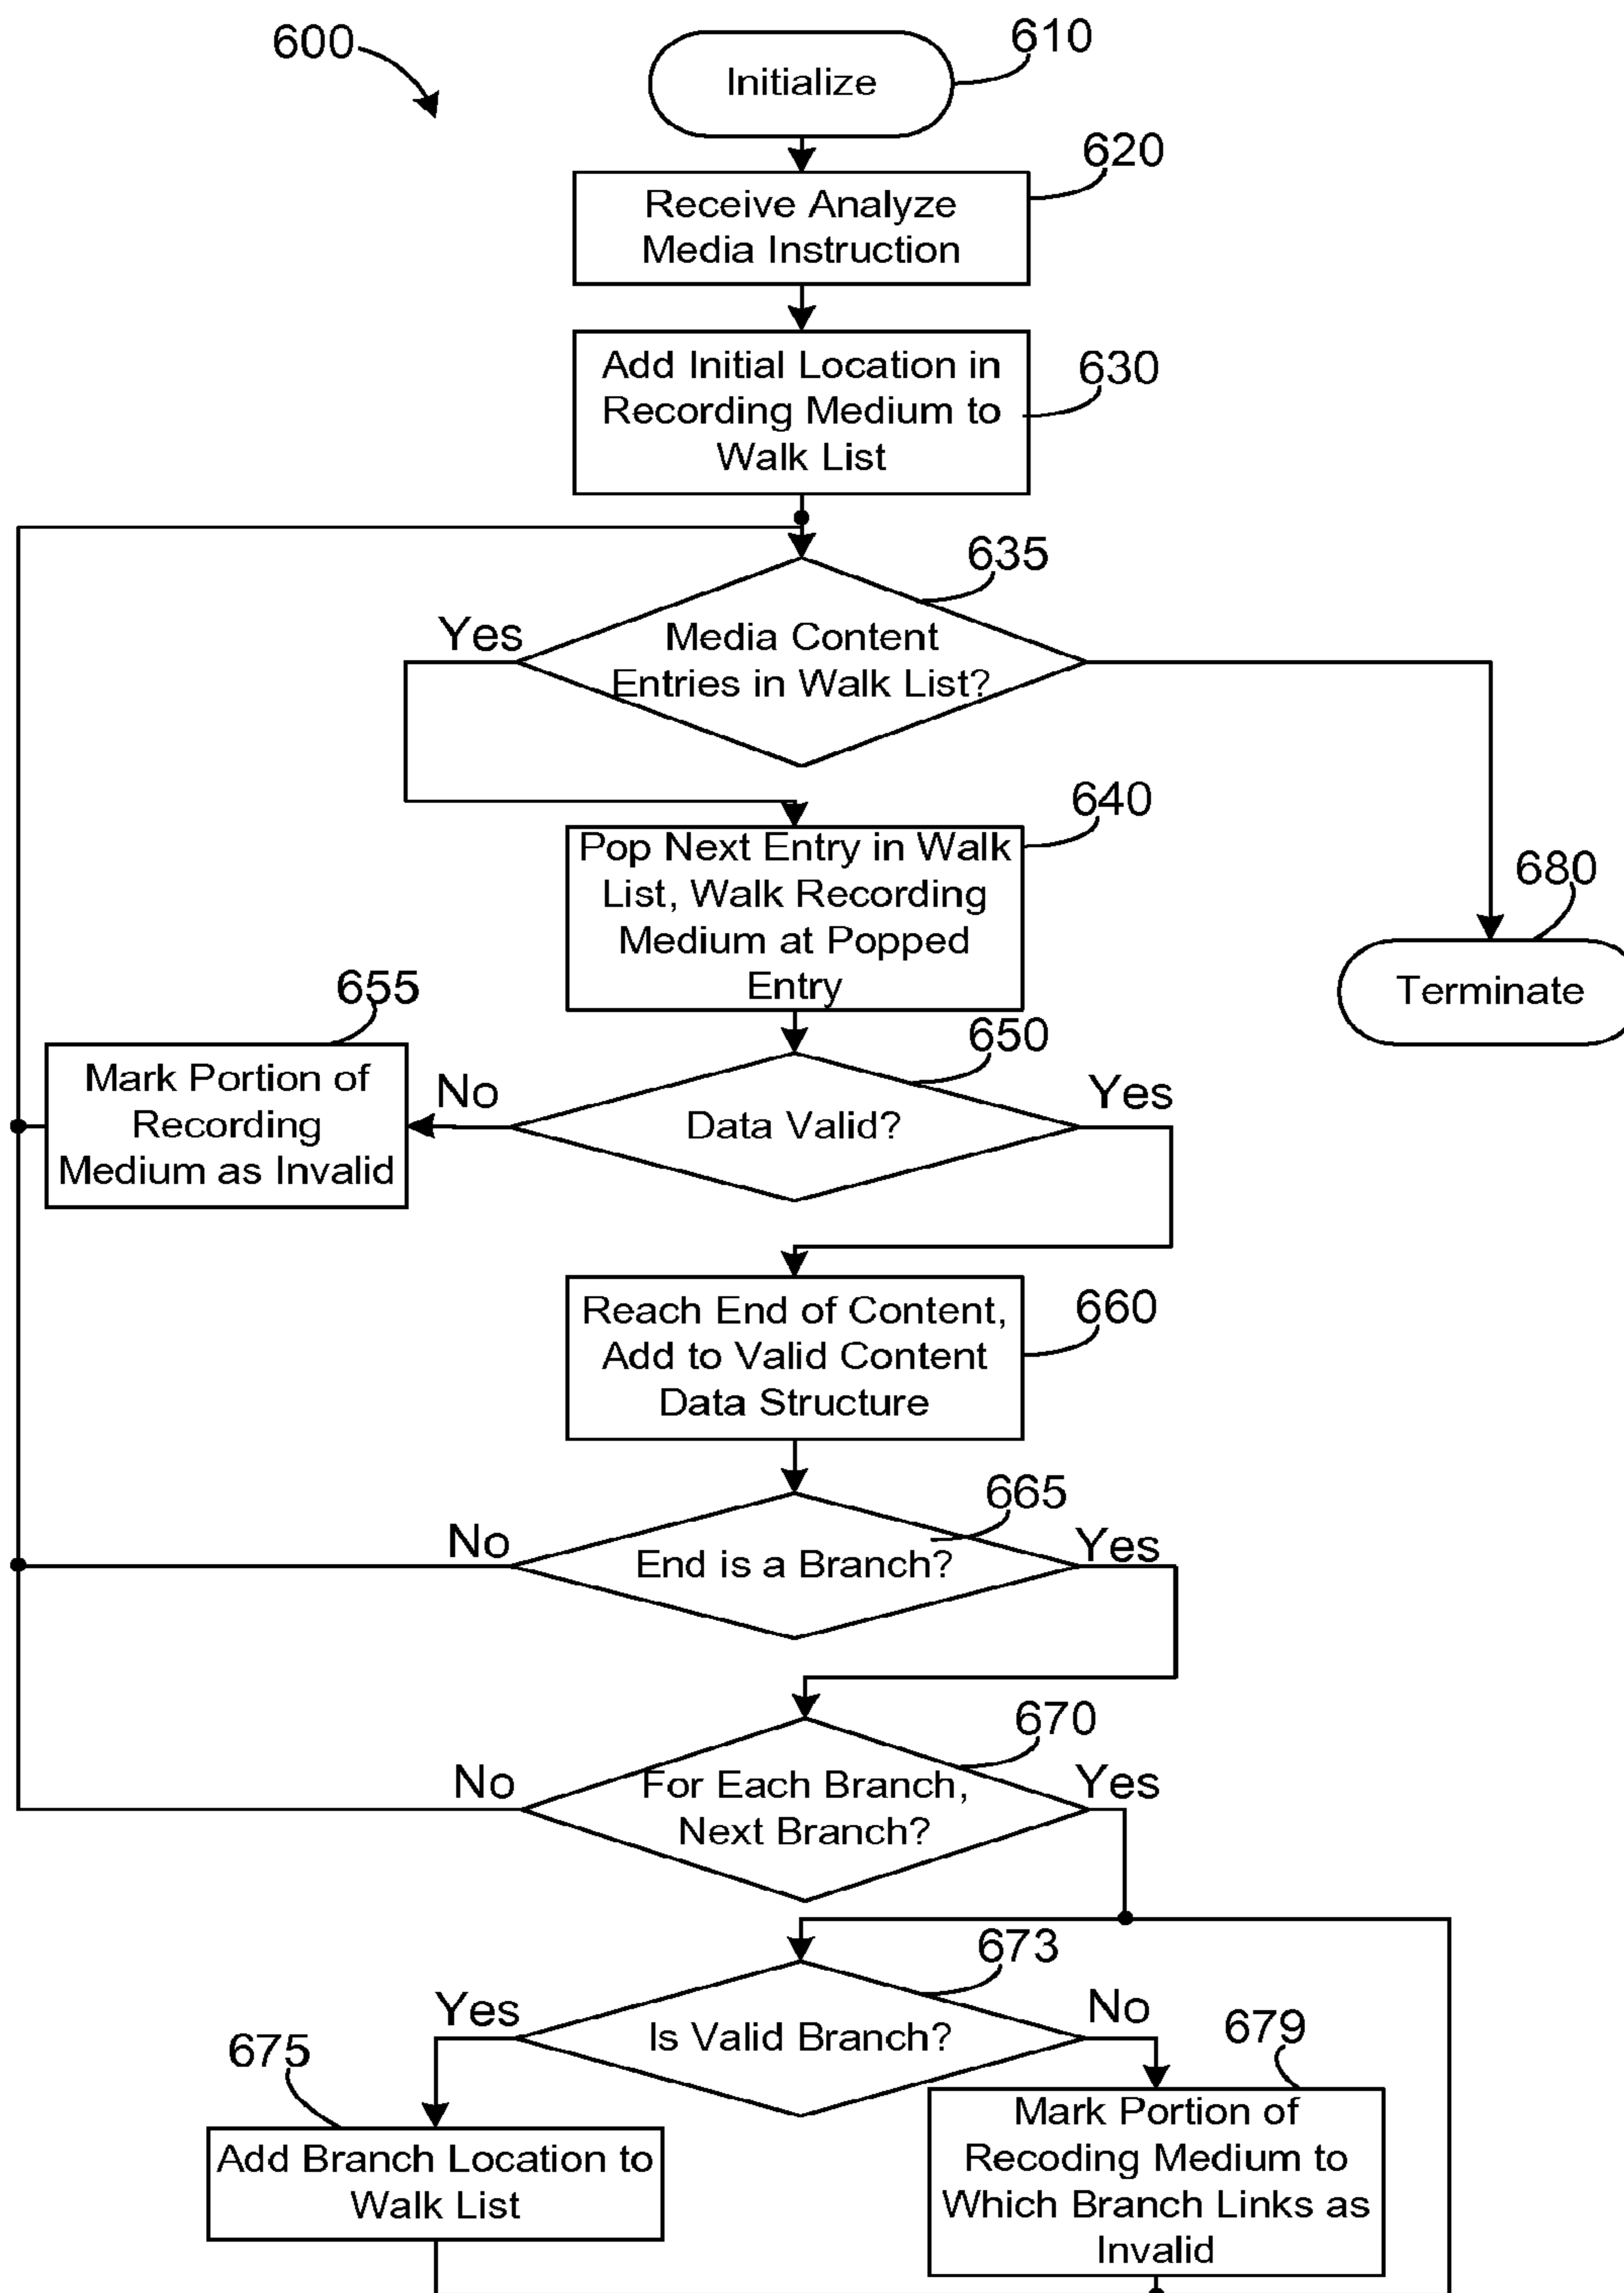 600
610
Initialize
620
Receive Analyze
Media Instruction
630
Add Initial Location in
Recording Medium to
Walk List
635
Yes
Media Content
Entries in Walk List?
640
Pop Next Entry in Walk
List, Walk Recording
Medium at Popped
Entry
680
Terminate
655
Mark Portion of
Recording
Medium as Invalid
650
No
Data Valid?
Yes
660
Reach End of Content,
Add to Valid Content
Data Structure
665
No
End is a Branch?
Yes
670
No
For Each Branch,
Next Branch?
Yes
673
Yes
Is Valid Branch?
No
675
Add Branch Location to
Walk List
679
Mark Portion of
Recoding Medium to
Which Branch Links as
Invalid